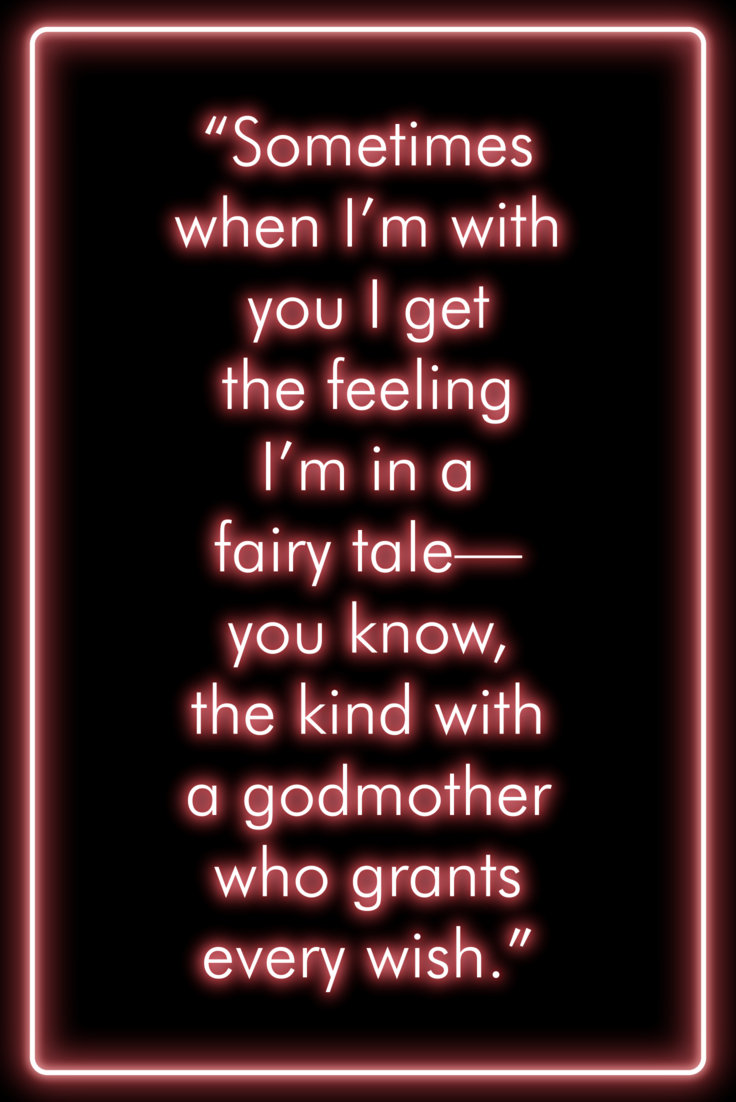 “Sometimes
when I’m with
you I get
the feeling
I’m in a
fairy tale—
you know,
the kind with
a godmother
who grants
every wish.”